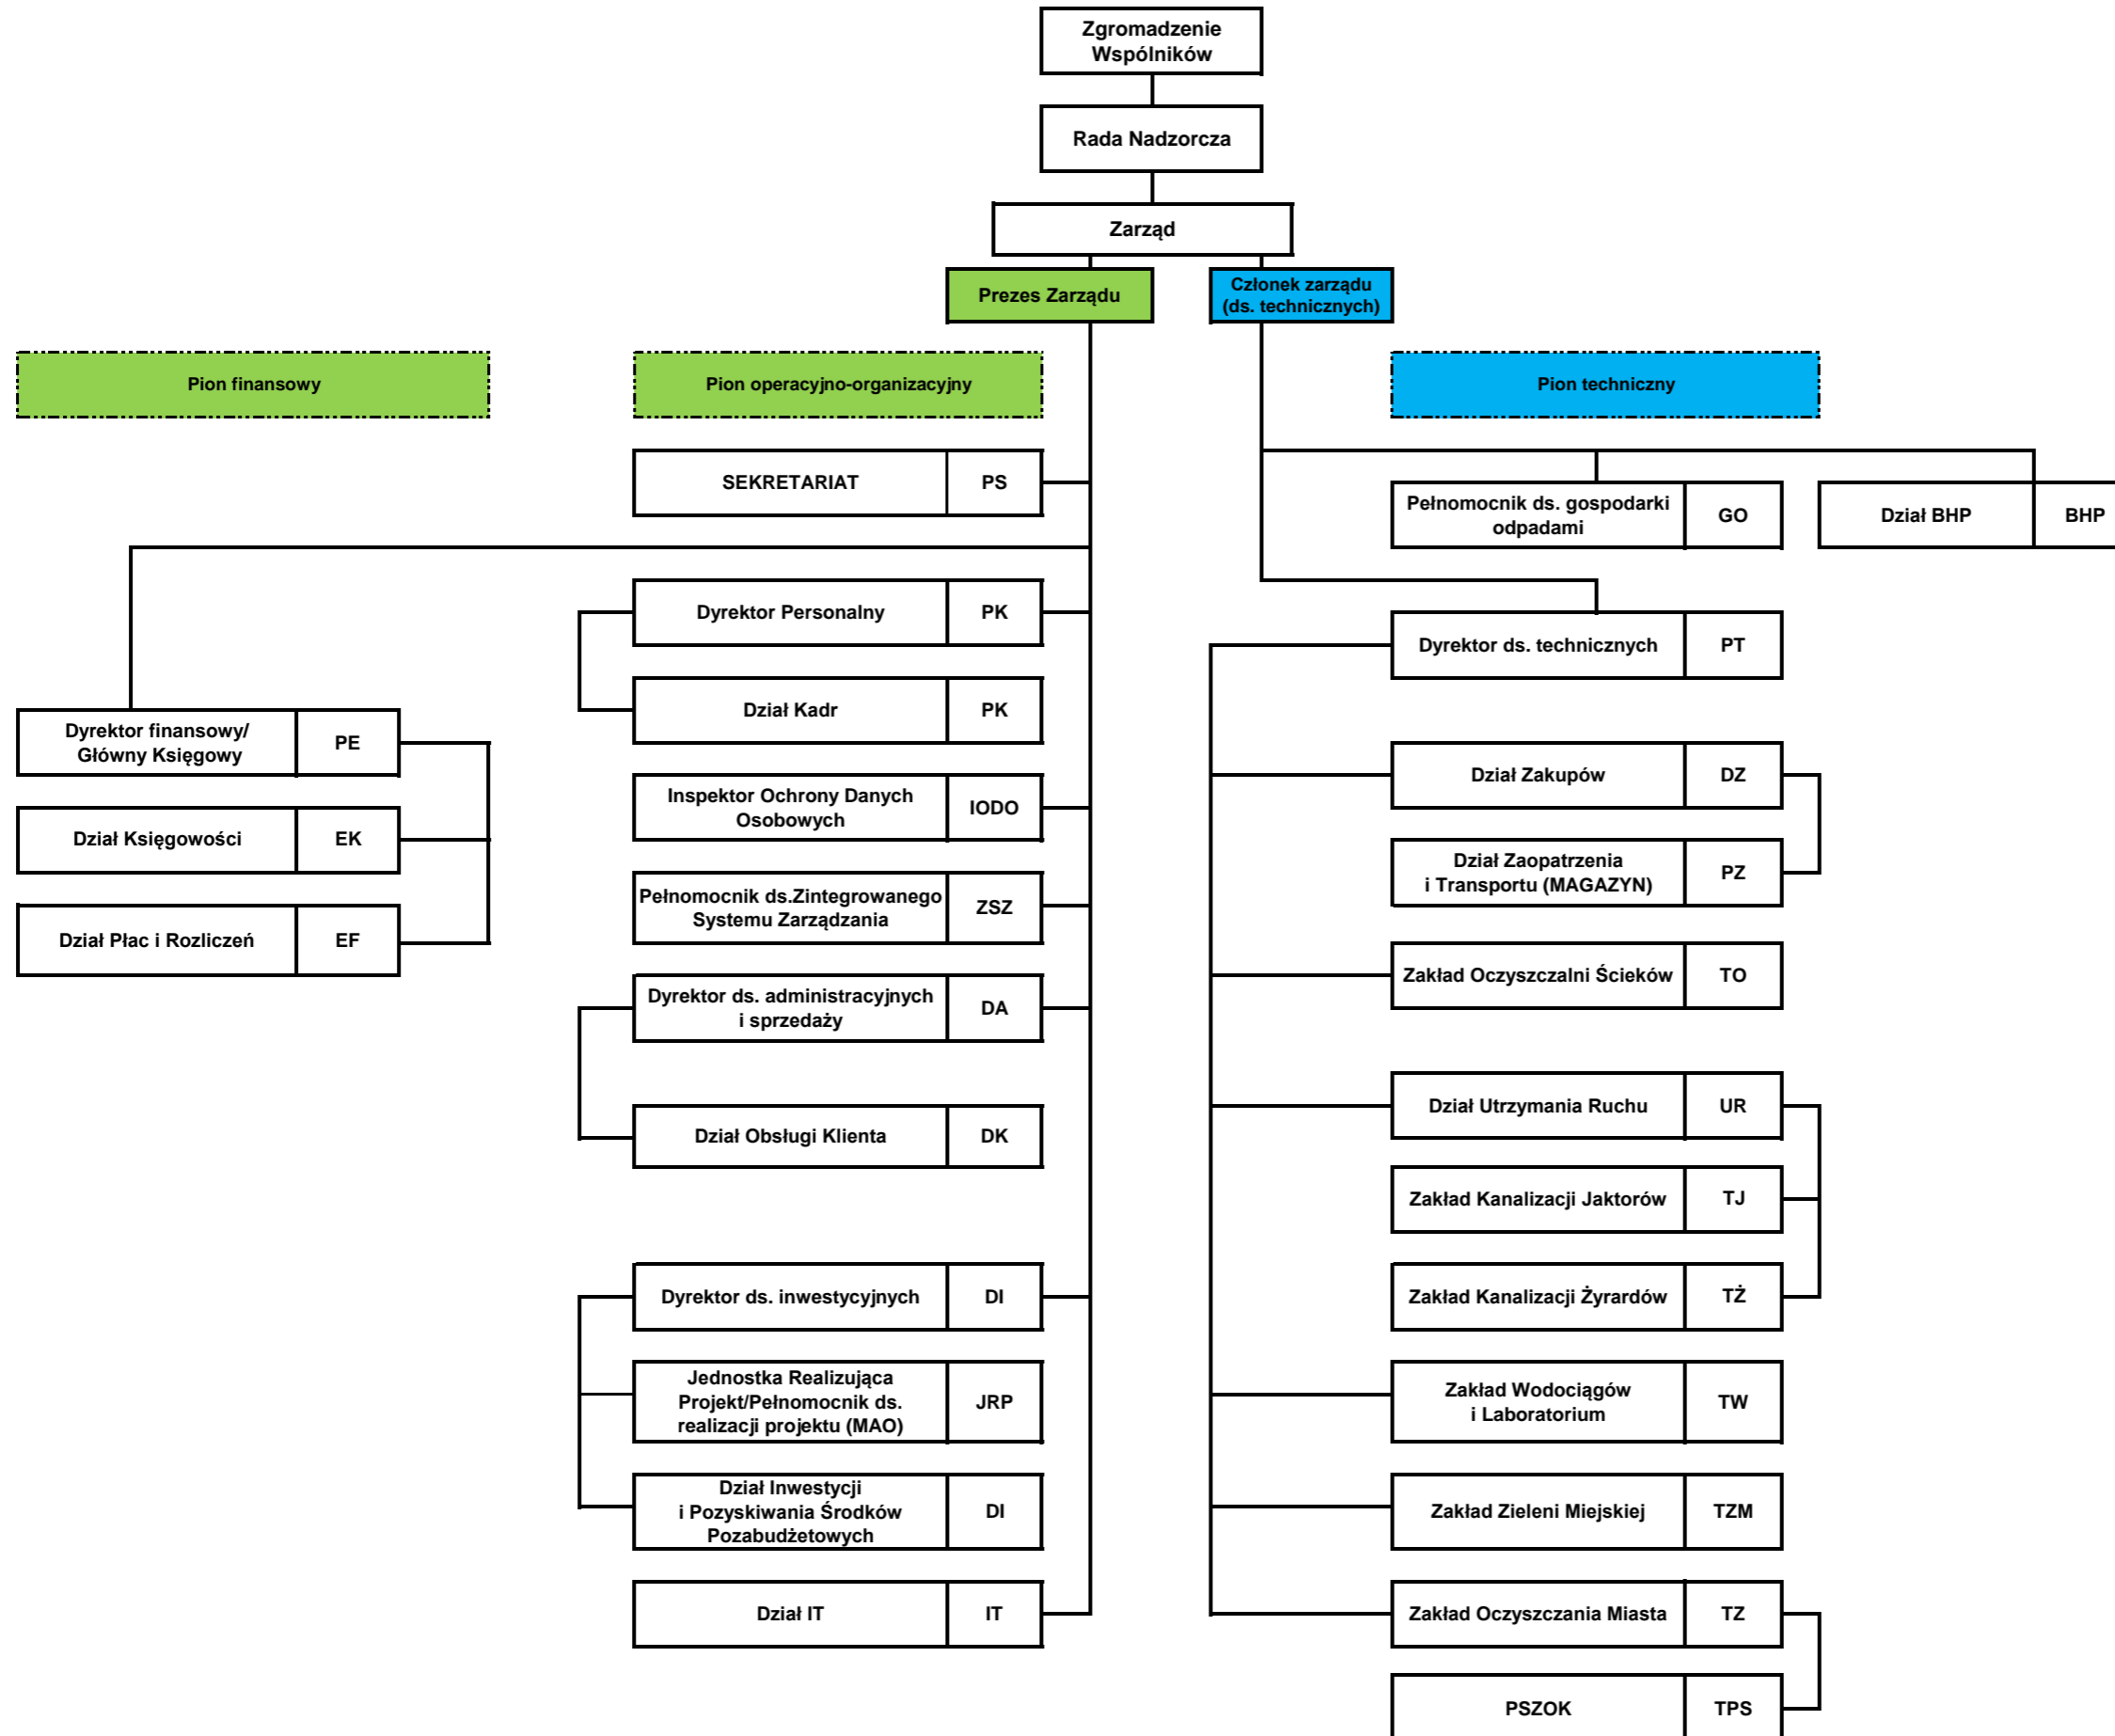 Zgromadzenie
Wspólników
Rada Nadzorcza
Zarząd
Prezes Zarządu
Członek zarządu
(ds. technicznych)
Pion finansowy
Pion operacyjno-organizacyjny
Pion techniczny
SEKRETARIAT PS
Pełnomocnik ds. gospodarki
odpadami
GO
Dział BHP BHP
Dyrektor Personalny PK
Dyrektor ds. technicznych PT
Dział Kadr PK
Dyrektor finansowy/
Główny Księgowy
PE
Dział Zakupów DZ
Inspektor Ochrony Danych
Osobowych
IODO
Dział Księgowości EK
Dział Zaopatrzenia
i Transportu (MAGAZYN)
PZ
Pełnomocnik ds.Zintegrowanego
Systemu Zarządzania
ZSZ
Dział Płac i Rozliczeń EF
Zakład Oczyszczalni Ścieków TO
Dyrektor ds. administracyjnych
i sprzedaży
DA
Dział Utrzymania Ruchu UR
Dział Obsługi Klienta DK
Zakład Kanalizacji Jaktorów TJ
Dyrektor ds. inwestycyjnych DI
Zakład Kanalizacji Żyrardów TŻ
Jednostka Realizująca
Projekt/Pełnomocnik ds.
realizacji projektu (MAO)
JRP
Zakład Wodociągów
i Laboratorium
TW
Dział Inwestycji
i Pozyskiwania Środków
Pozabudżetowych
DI
Zakład Zieleni Miejskiej TZM
Dział IT IT
Zakład Oczyszczania Miasta TZ
PSZOK TPS